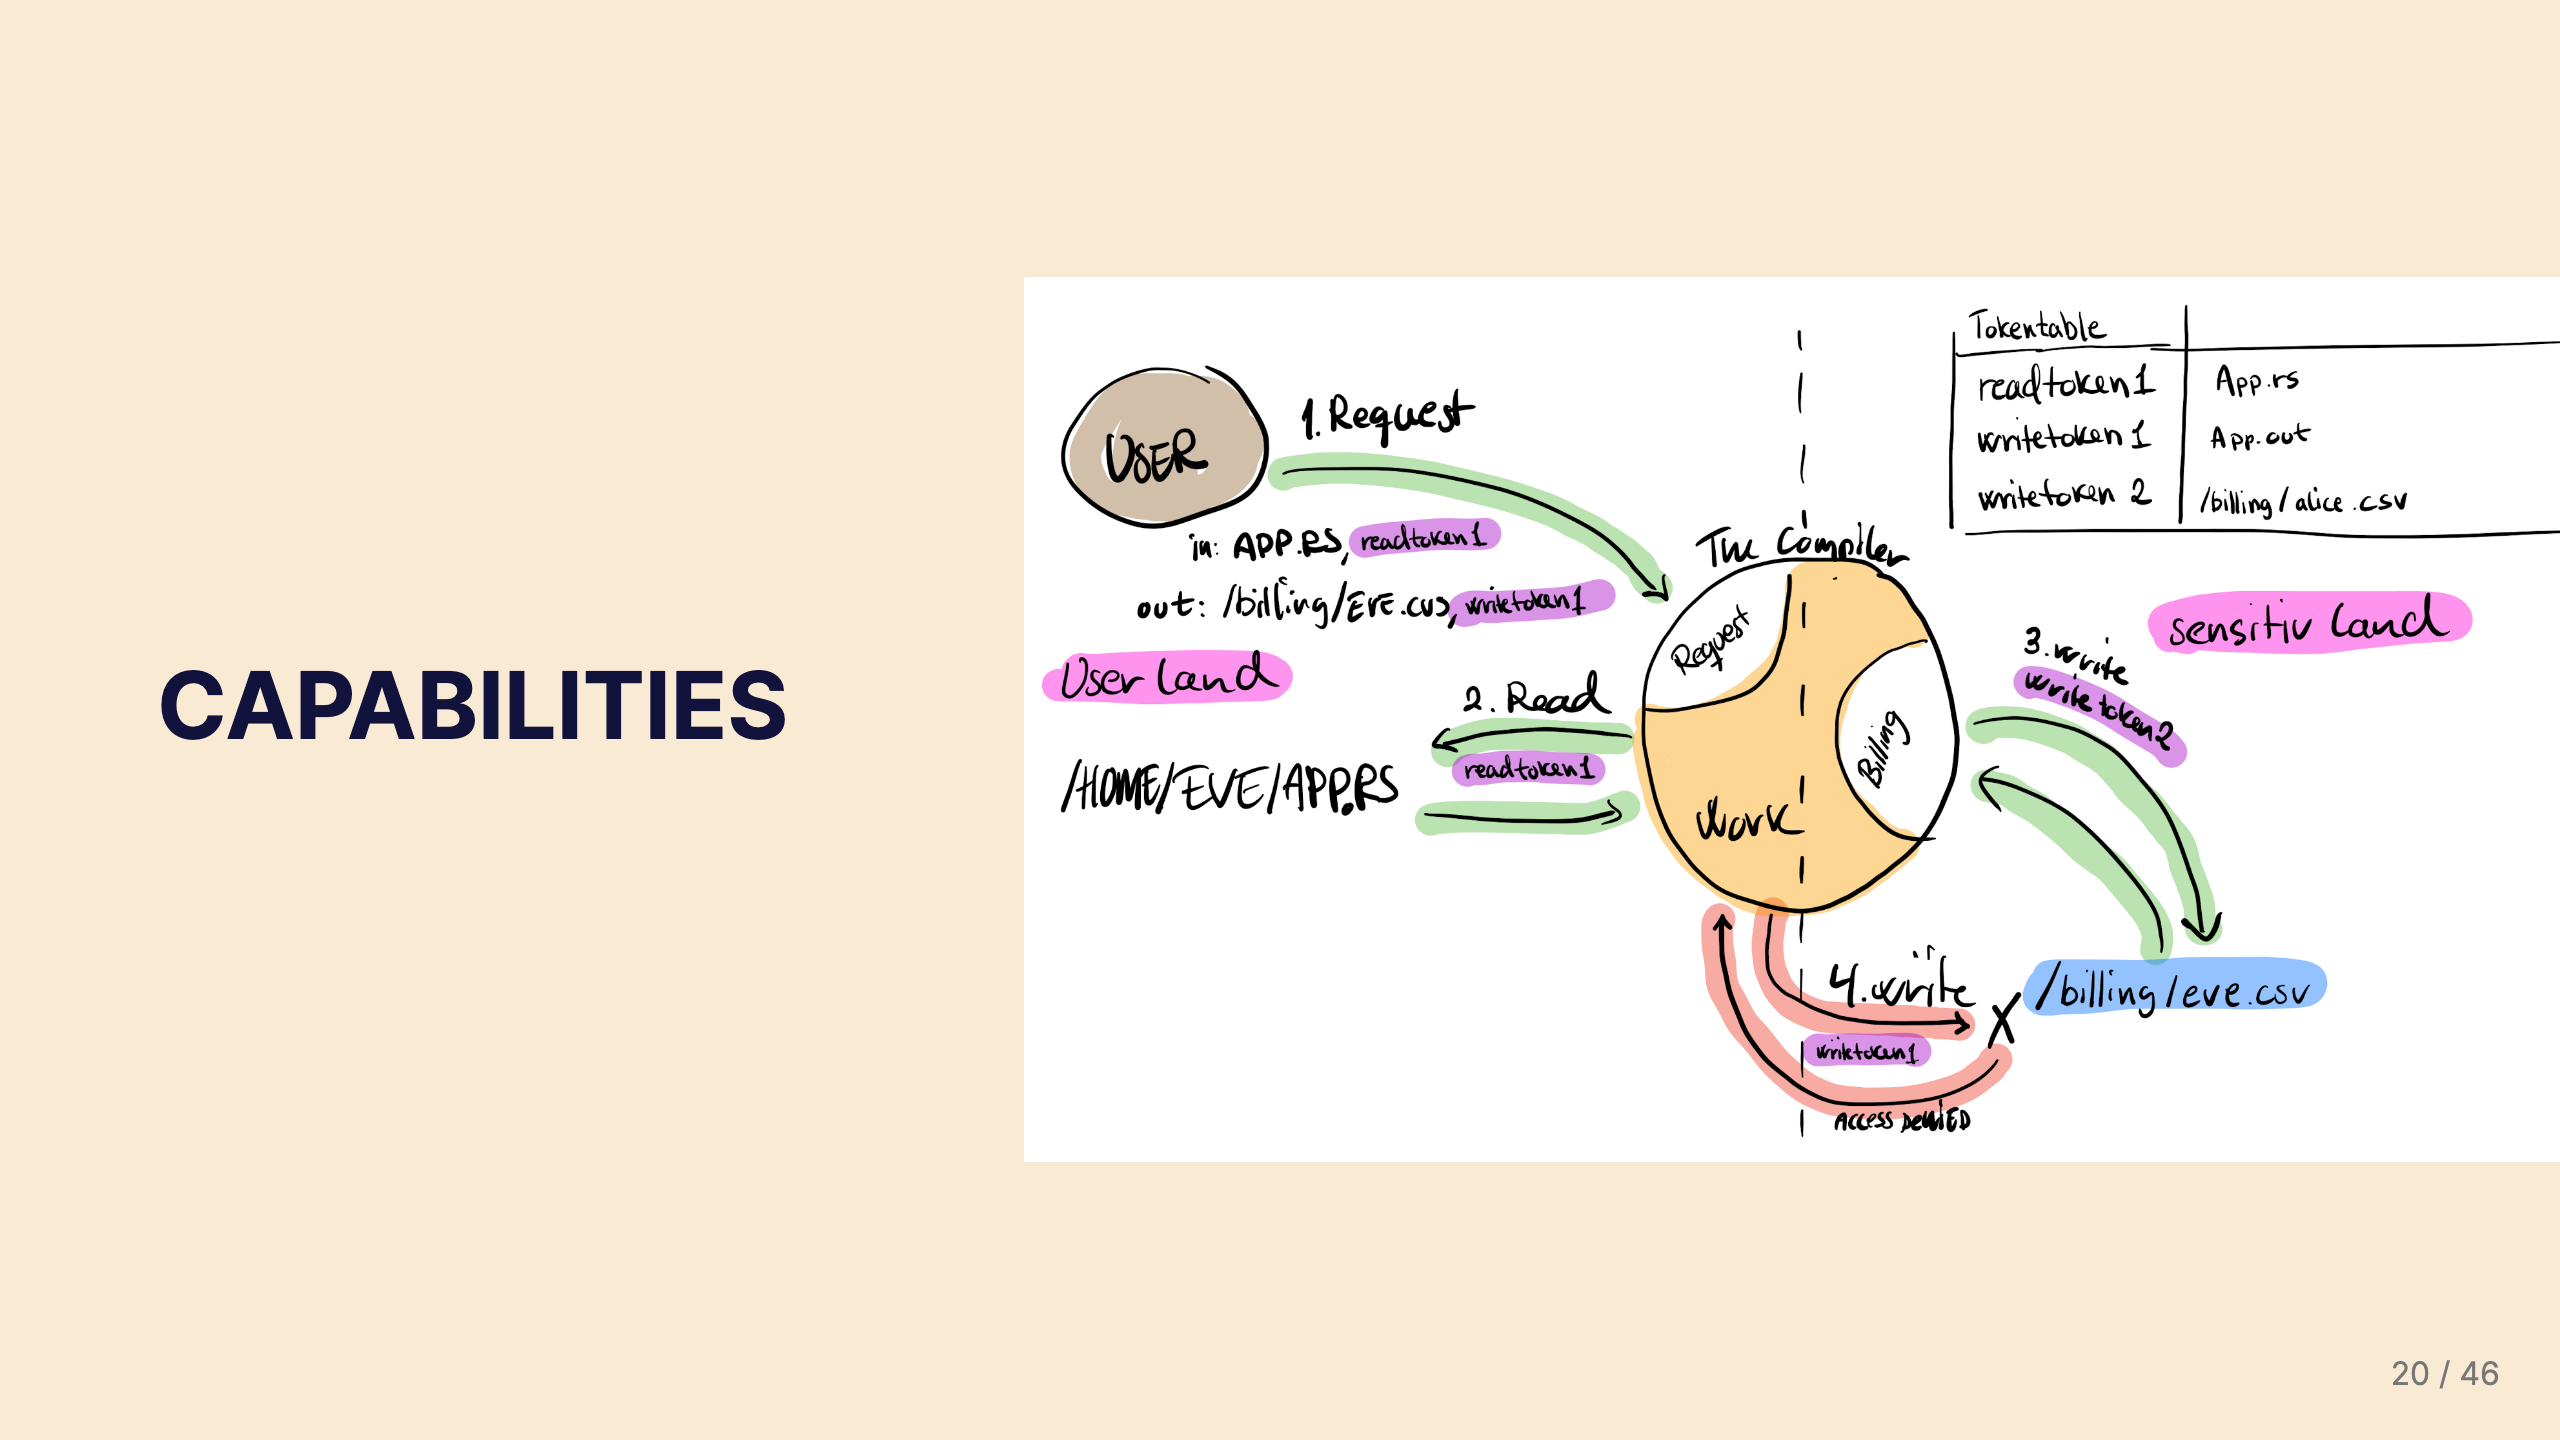 CAPABILITIES
Tokentable
readtoken1 App.rs
writetoken1 App.out
writetoken 2 /billing/alice.csv
USER
1. Request
in: APP.RS, readtoken1
out: /billing/EVE.cvs, writetoken1
The Compiler
Request
Billing
Work
User Land
sensitiv Land
2. Read
readtoken1
/HOME/EVE/APP.RS
3. write
write token2
4. write
writetoken1
/billing/eve.csv
X
ACCESS DENIED
20 / 46